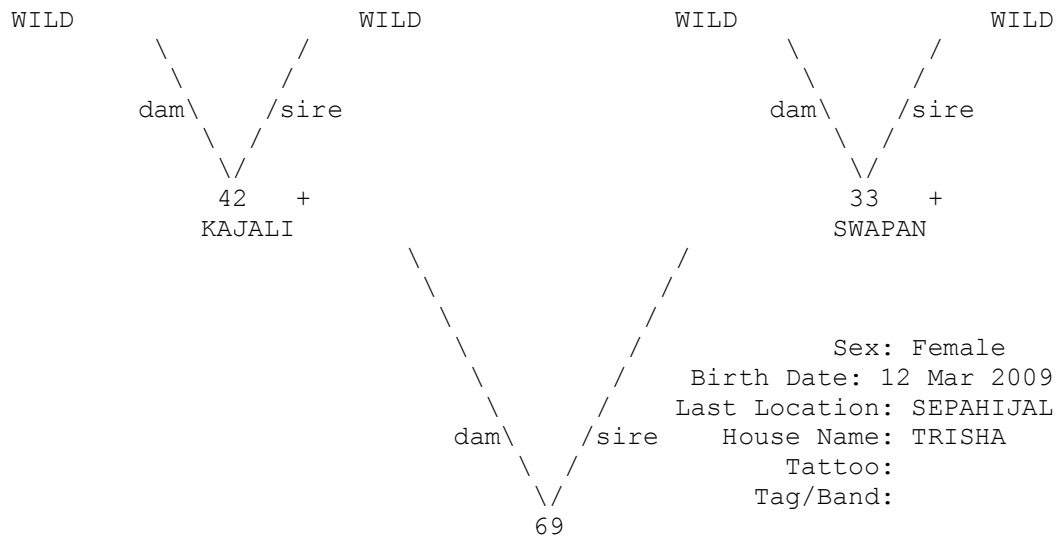 WILD WILD WILD WILD
dam\ /sire dam\ /sire
42 + 33 +
KAJALI SWAPAN
Sex: Female
Birth Date: 12 Mar 2009
Last Location: SEPAHIJAL
dam\ /sire House Name: TRISHA
Tattoo:
Tag/Band:
69